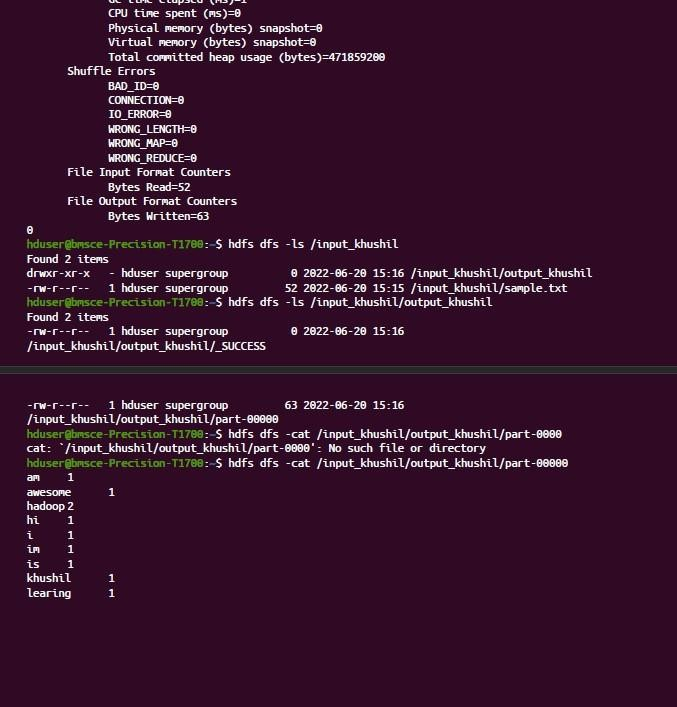 GC time elapsed (ms)=1
CPU time spent (ms)=0
Physical memory (bytes) snapshot=0
Virtual memory (bytes) snapshot=0
Total committed heap usage (bytes)=471859200
Shuffle Errors
BAD_ID=0
CONNECTION=0
IO_ERROR=0
WRONG_LENGTH=0
WRONG_MAP=0
WRONG_REDUCE=0
File Input Format Counters
Bytes Read=52
File Output Format Counters
Bytes Written=63
0
hduser@bmsce-Precision-T1700:~$ hdfs dfs -ls /input_khushil
Found 2 items
drwxr-xr-x   - hduser supergroup          0 2022-06-20 15:16 /input_khushil/output_khushil
-rw-r--r--   1 hduser supergroup         52 2022-06-20 15:15 /input_khushil/sample.txt
hduser@bmsce-Precision-T1700:~$ hdfs dfs -ls /input_khushil/output_khushil
Found 2 items
-rw-r--r--   1 hduser supergroup          0 2022-06-20 15:16
/input_khushil/output_khushil/_SUCCESS
-rw-r--r--   1 hduser supergroup         63 2022-06-20 15:16
/input_khushil/output_khushil/part-00000
hduser@bmsce-Precision-T1700:~$ hdfs dfs -cat /input_khushil/output_khushil/part-0000
cat: `/input_khushil/output_khushil/part-0000': No such file or directory
hduser@bmsce-Precision-T1700:~$ hdfs dfs -cat /input_khushil/output_khushil/part-00000
am 1
awesome 1
hadoop 2
hi 1
i 1
im 1
is 1
khushil 1
learing 1